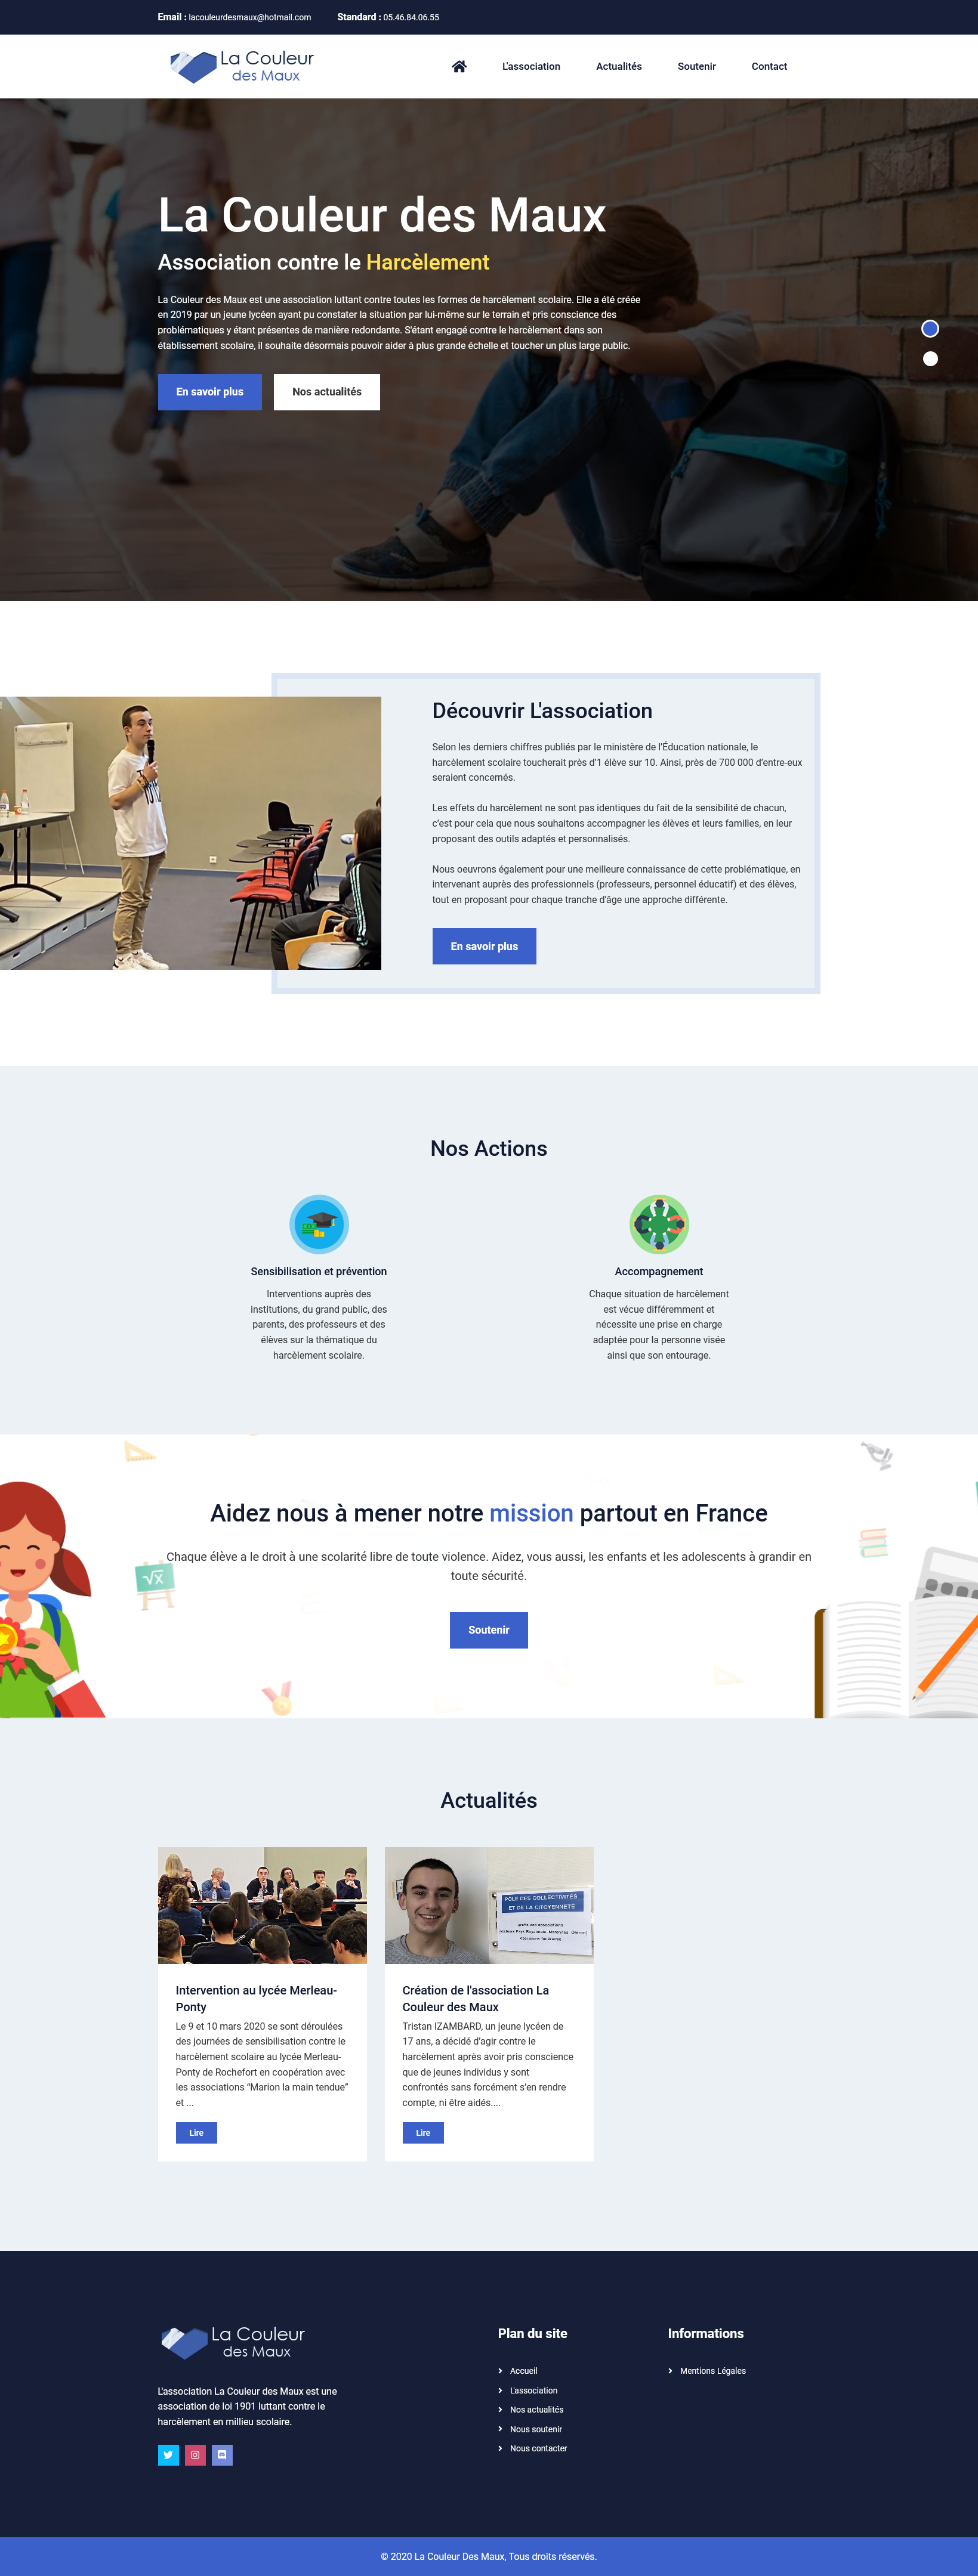 Email : lacouleurdesmaux@hotmail.com Standard : 05.46.84.06.55
La Couleur
des Maux
L'association Actualités Soutenir Contact
La Couleur des Maux
Association contre le Harcèlement
La Couleur des Maux est une association luttant contre toutes les formes de harcèlement scolaire. Elle a été créée
en 2019 par un jeune lycéen ayant pu constater la situation par lui-même sur le terrain et pris conscience des
problématiques y étant présentes de manière redondante. S'étant engagé contre le harcèlement dans son
établissement scolaire, il souhaite désormais pouvoir aider à plus grande échelle et toucher un plus large public.
En savoir plus Nos actualités
Découvrir L'association
Selon les derniers chiffres publiés par le ministère de l'Éducation nationale, le
harcèlement scolaire toucherait près d'1 élève sur 10. Ainsi, près de 700 000 d'entre-eux
seraient concernés.
Les effets du harcèlement ne sont pas identiques du fait de la sensibilité de chacun,
c'est pour cela que nous souhaitons accompagner les élèves et leurs familles, en leur
proposant des outils adaptés et personnalisés.
Nous oeuvrons également pour une meilleure connaissance de cette problématique, en
intervenant auprès des professionnels (professeurs, personnel éducatif) et des élèves,
tout en proposant pour chaque tranche d'âge une approche différente.
En savoir plus
Nos Actions
Sensibilisation et prévention
Interventions auprès des
institutions, du grand public, des
parents, des professeurs et des
élèves sur la thématique du
harcèlement scolaire.
Accompagnement
Chaque situation de harcèlement
est vécue différemment et
nécessite une prise en charge
adaptée pour la personne visée
ainsi que son entourage.
Aidez nous à mener notre mission partout en France
Chaque élève a le droit à une scolarité libre de toute violence. Aidez, vous aussi, les enfants et les adolescents à grandir en
toute sécurité.
√x
Soutenir
Actualités
PÔLE DES COLLECTIVITÉS
ET DE LA CITOYENNETÉ
Intervention au lycée Merleau-
Ponty
Le 9 et 10 mars 2020 se sont déroulées
des journées de sensibilisation contre le
harcèlement scolaire au lycée Merleau-
Ponty de Rochefort en coopération avec
les associations “Marion la main tendue”
et ...
Lire
Création de l'association La
Couleur des Maux
Tristan IZAMBARD, un jeune lycéen de
17 ans, a décidé d'agir contre le
harcèlement après avoir pris conscience
que de jeunes individus y sont
confrontés sans forcément s'en rendre
compte, ni être aidés....
Lire
La Couleur
des Maux
L'association La Couleur des Maux est une
association de loi 1901 luttant contre le
harcèlement en millieu scolaire.
Plan du site
Accueil
L'association
Nos actualités
Nous soutenir
Nous contacter
Informations
Mentions Légales
© 2020 La Couleur Des Maux, Tous droits réservés.